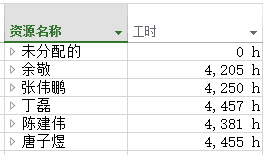 资源名称 工时
未分配的 0 h
余敬 4,205 h
张伟鹏 4,250 h
丁磊 4,457 h
陈建伟 4,381 h
唐子煜 4,455 h